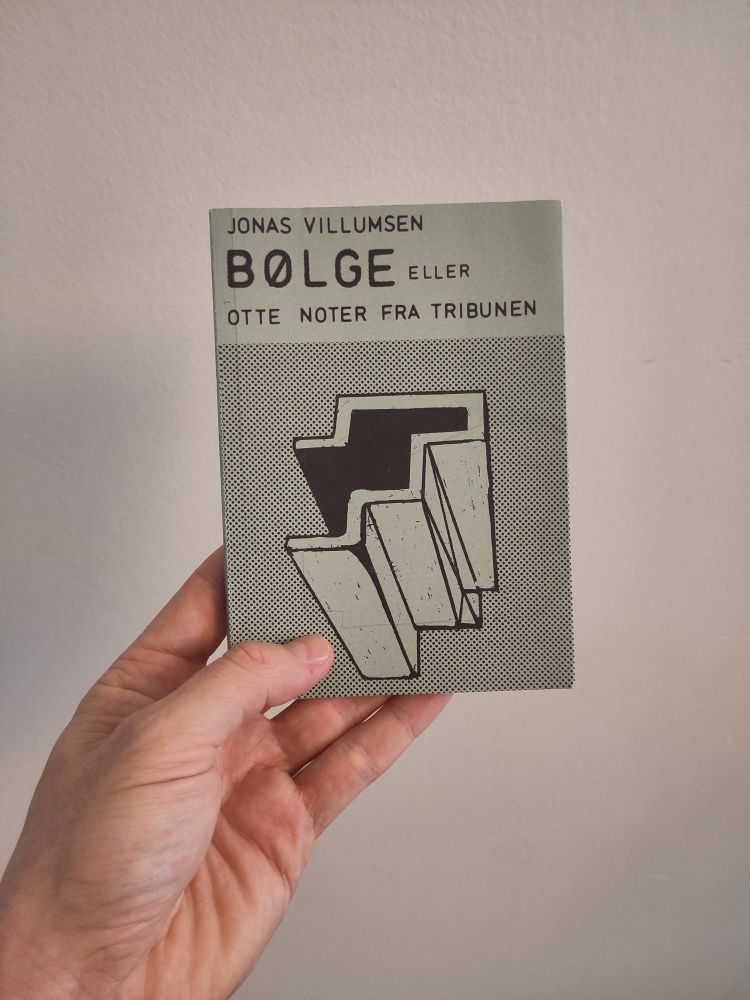 JONAS VILLUMSEN
BØLGE ELLER
OTTE NOTER FRA TRIBUNEN